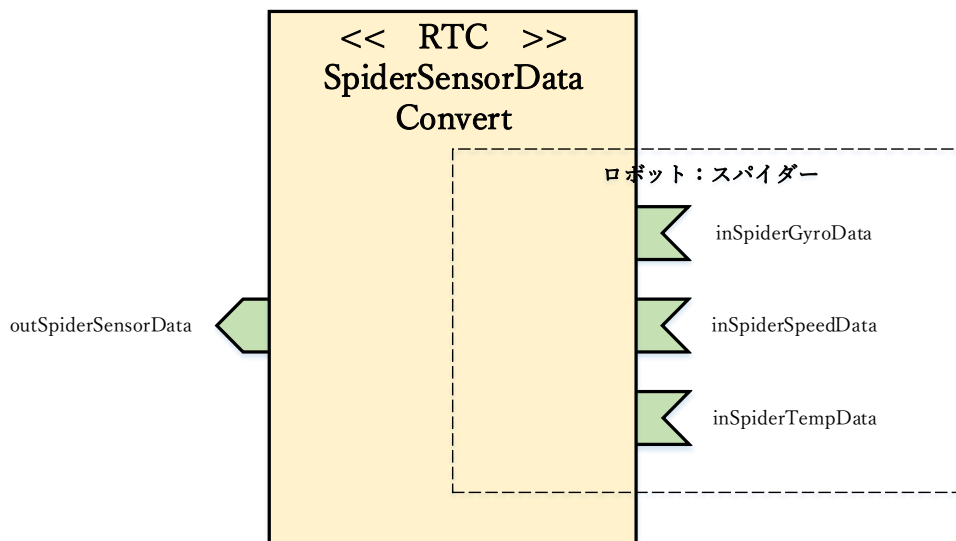 << RTC >>
SpiderSensorData
Convert
ロボット：スパイダー
inSpiderGyroData
outSpiderSensorData
inSpiderSpeedData
inSpiderTempData